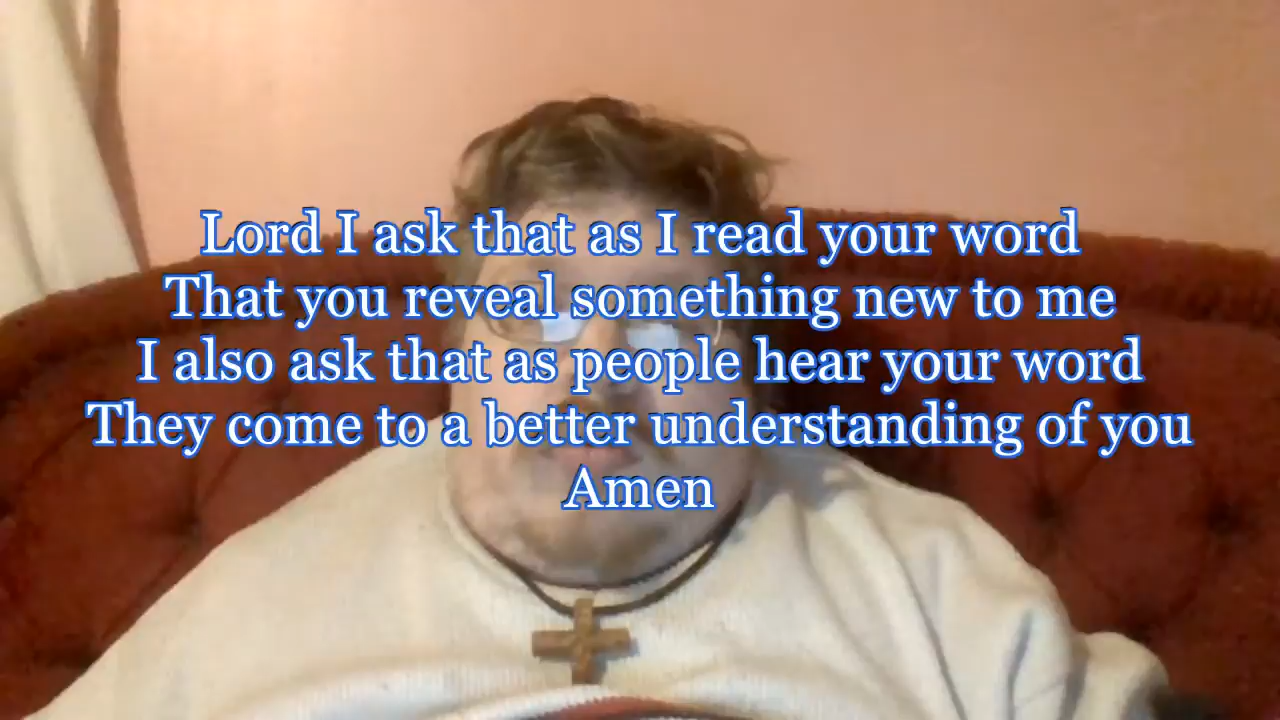 Lord I ask that as I read your word
That you reveal something new to me
I also ask that as people hear your word
They come to a better understanding of you
Amen